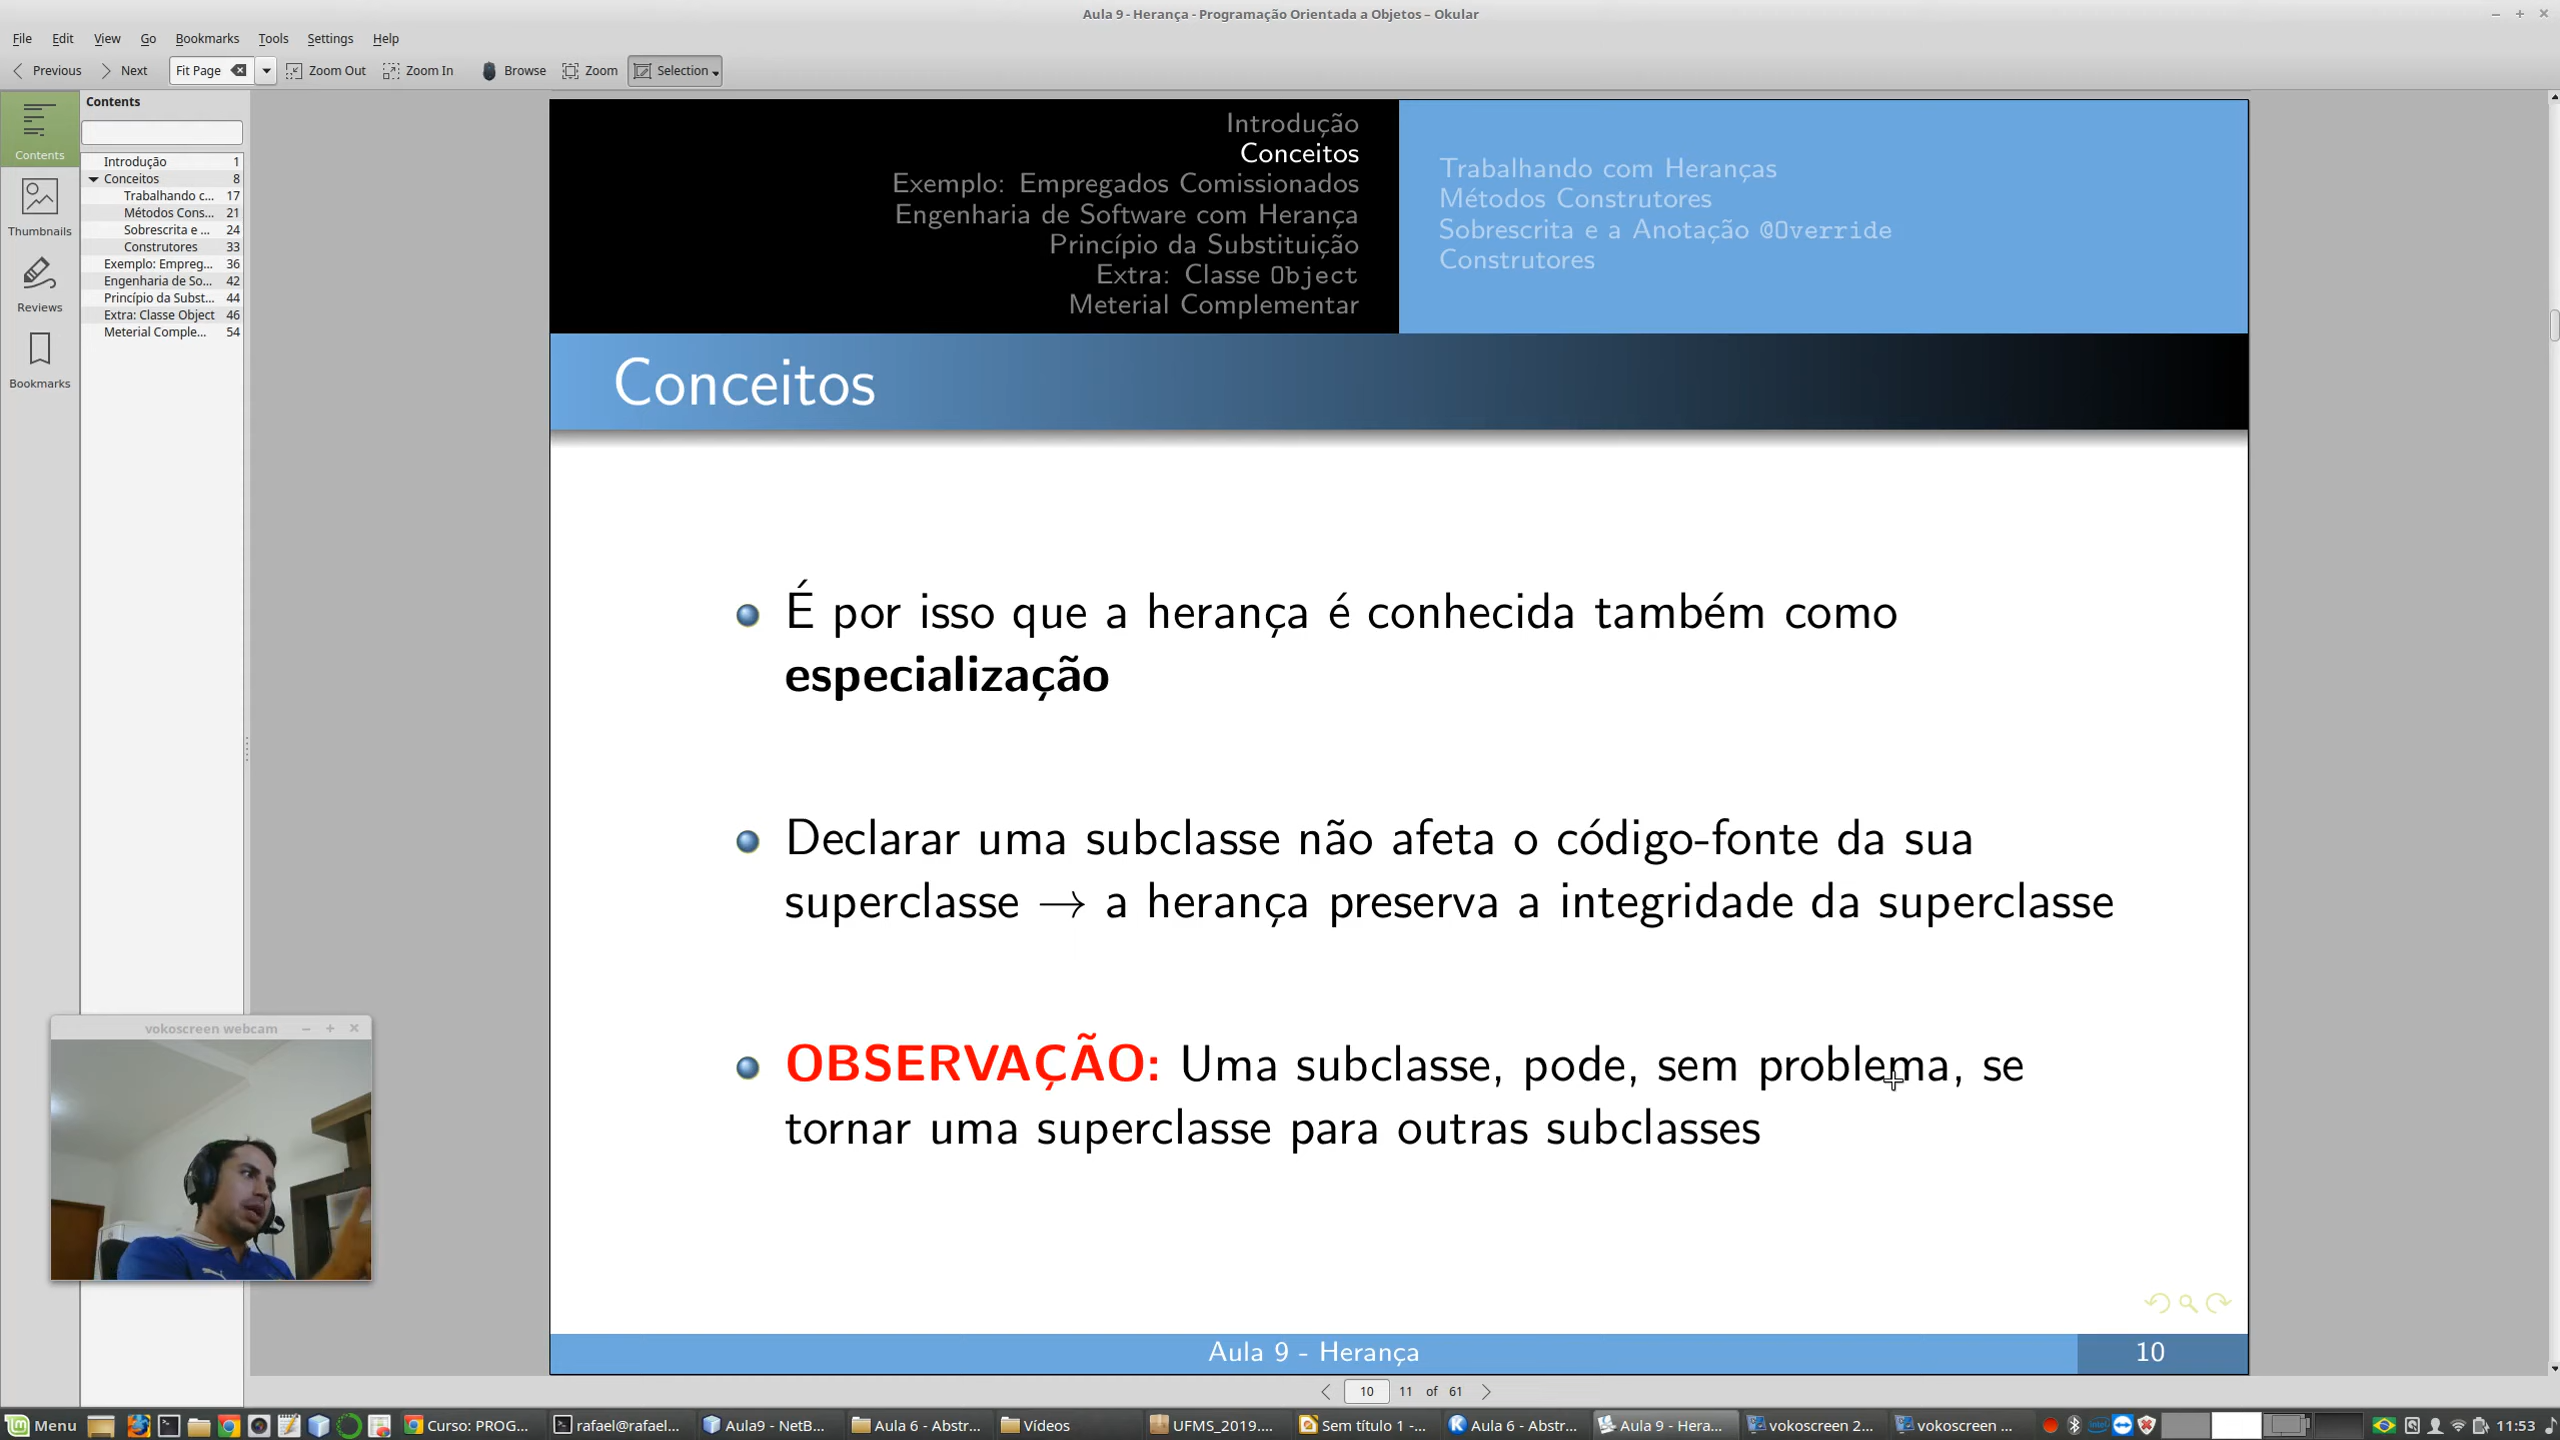 Aula 9 - Herança - Programação Orientada a Objetos – Okular
File Edit View Go Bookmarks Tools Settings Help
Previous Next Fit Page Zoom Out Zoom In Browse Zoom Selection
Contents
Thumbnails
Reviews
Bookmarks
Contents
Introdução 1
Conceitos 8
Trabalhando c... 17
Métodos Cons... 21
Sobrescrita e ... 24
Construtores 33
Exemplo: Empreg... 36
Engenharia de So... 42
Princípio da Subst... 44
Extra: Classe Object 46
Meterial Comple... 54
Introdução
Conceitos
Exemplo: Empregados Comissionados
Engenharia de Software com Herança
Princípio da Substituição
Extra: Classe Object
Meterial Complementar
Trabalhando com Heranças
Métodos Construtores
Sobrescrita e a Anotação @Override
Construtores
Conceitos
É por isso que a herança é conhecida também como
especialização
Declarar uma subclasse não afeta o código-fonte da sua
superclasse → a herança preserva a integridade da superclasse
OBSERVAÇÃO: Uma subclasse, pode, sem problema, se
tornar uma superclasse para outras subclasses
Aula 9 - Herança 10
vokoscreen webcam
10 11 of 61
Menu Curso: PROG... rafael@rafael... Aula9 - NetB... Aula 6 - Abstr... Vídeos UFMS_2019.... Sem título 1 -... Aula 6 - Abstr... Aula 9 - Hera... vokoscreen 2... vokoscreen ... 11:53